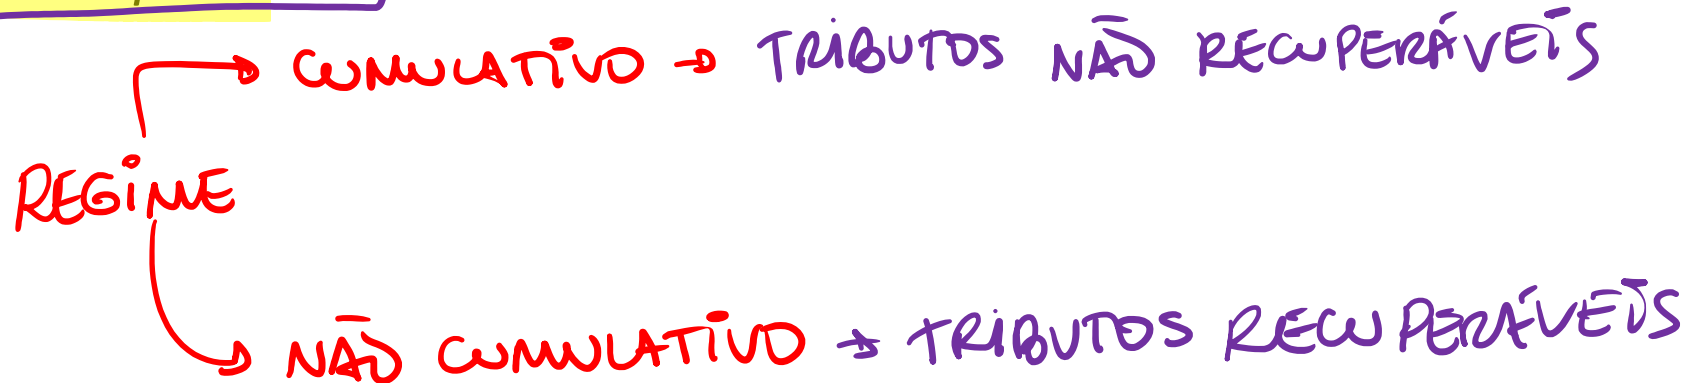 CUMULATIVO → TRIBUTOS NÃO RECUPERÁVEIS
REGIME
NÃO CUMULATIVO → TRIBUTOS RECUPERÁVEIS